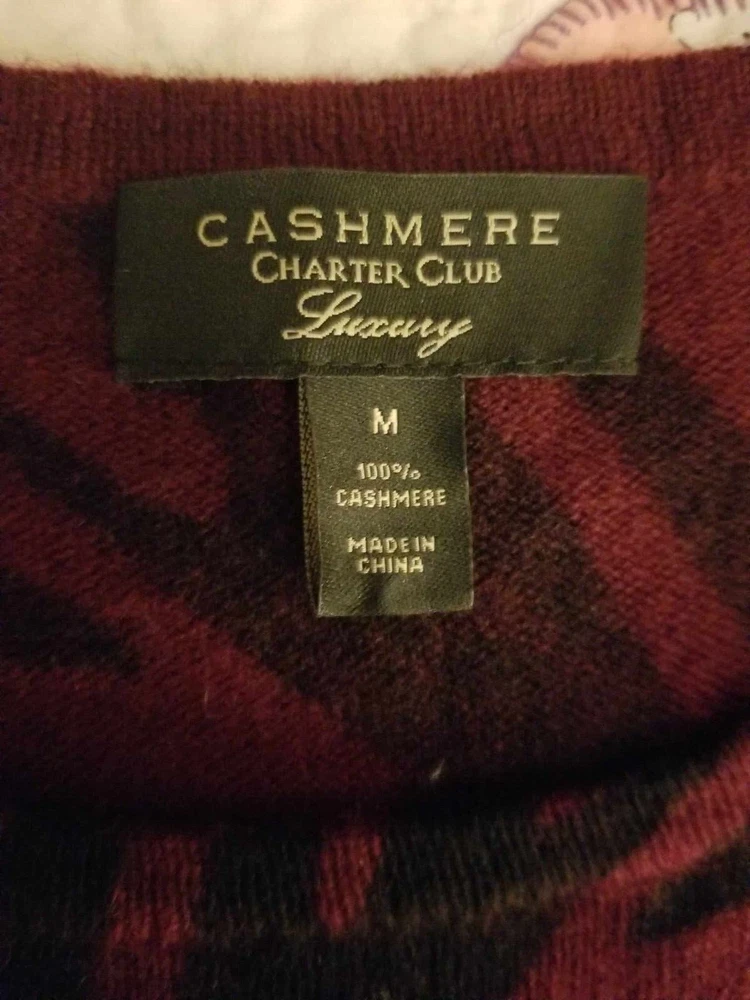 CASHMERE
CHARTER CLUB
Luxury
M
100%
CASHMERE
MADE IN
CHINA